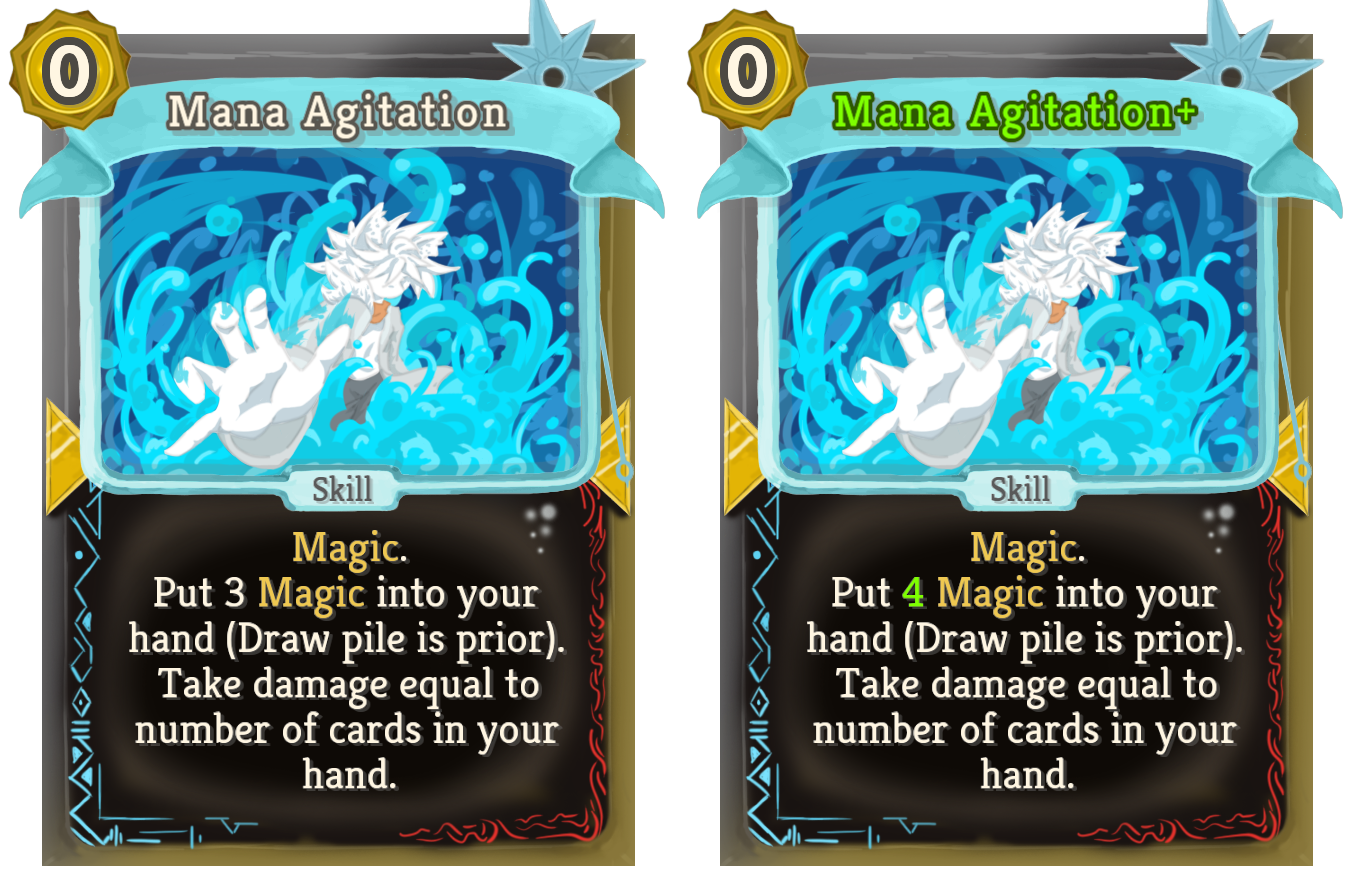 0
Mana Agitation
Skill
Magic.
Put 3 Magic into your
hand (Draw pile is prior).
Take damage equal to
number of cards in your
hand.
0
Mana Agitation+
Skill
Magic.
Put 4 Magic into your
hand (Draw pile is prior).
Take damage equal to
number of cards in your
hand.